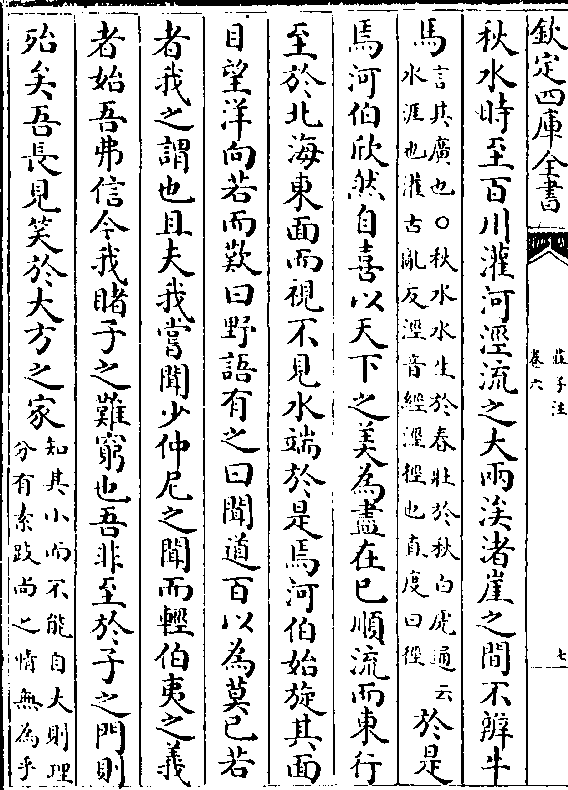 欽定四庫全書
莊子注
卷六
七
秋水時至百川灌河涇流之大兩涘渚崖之間不辨牛
馬言其廣也○秋水水生於春壯於秋白虎通云
水涯也灌古亂反涇音經涇徑也直度曰徑於是
焉河伯欣然自喜以天下之美為盡在已順流而東行
至於北海東面而視不見水端於是焉河伯始旋其面
目望洋向若而歎曰野語有之曰聞道百以為莫已若
者我之謂也且夫我嘗聞少仲尼之聞而輕伯夷之義
者始吾弗信今我睹子之難窮也吾非至於子之門則
殆矣吾長見笑於大方之家知其小而不能自大則理
分有素跂尚之情無為乎